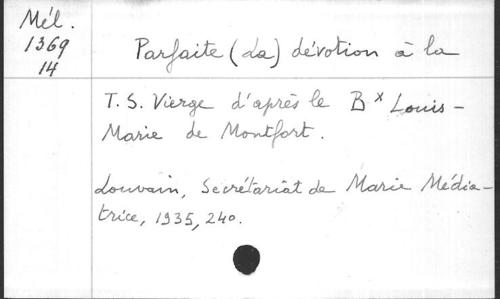 Mél.
1369
14
Parfaite (La) dévotion à la
T. S. Vierge d'après le Bx Louis-
Marie de Montfort.
Louvain, Secrétariat de Marie Média-
trice, 1935, 240.